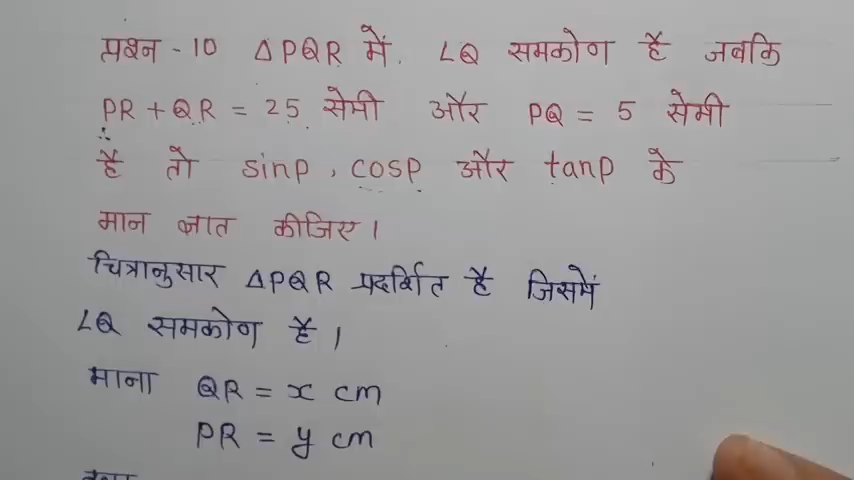 प्रश्न - 10 ΔPQR में. ∠Q समकोण है जबकि
PR + QR = 25 सेमी और PQ = 5 सेमी
है तो sinp, cosp और tanp के
मान ज्ञात कीजिए।
चित्रानुसार ΔPQR प्रदर्शित है जिसमें
∠Q समकोण है।
माना QR = x cm
PR = y cm